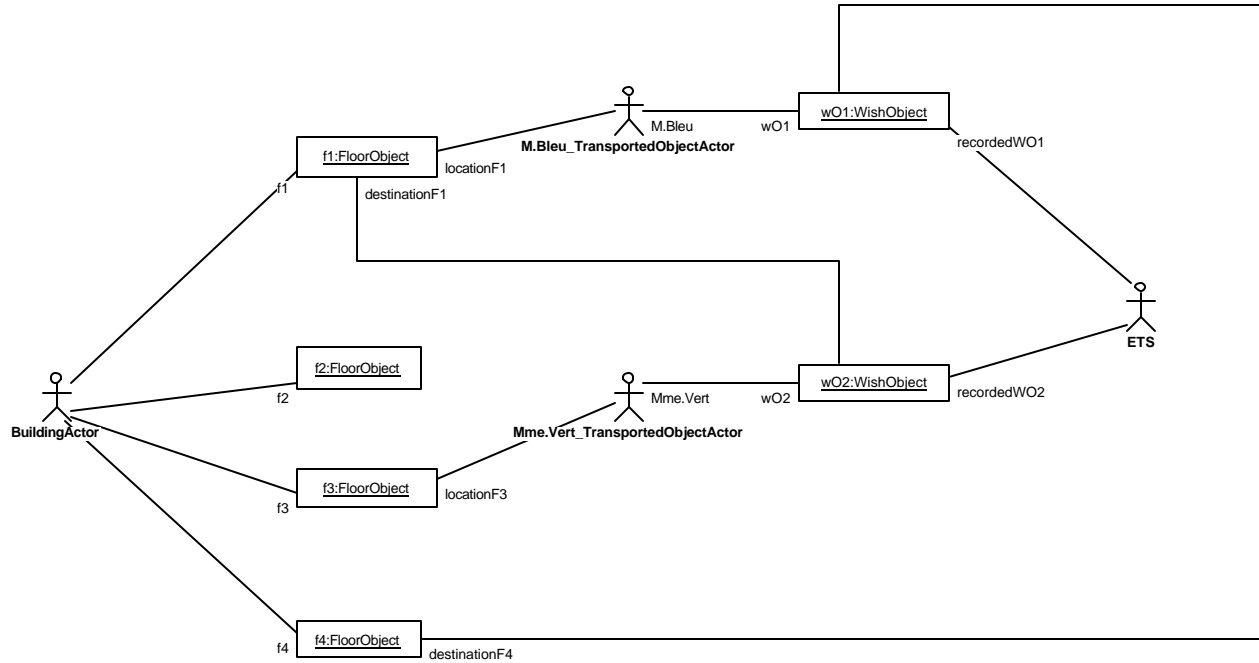 wO1:WishObject
M.Bleu
wO1
M.Bleu_TransportedObjectActor
recordedWO1
f1:FloorObject
locationF1
f1
destinationF1
ETS
f2:FloorObject
f2
wO2:WishObject
Mme.Vert
wO2
recordedWO2
BuildingActor
Mme.Vert_TransportedObjectActor
f3:FloorObject
locationF3
f3
f4:FloorObject
f4
destinationF4